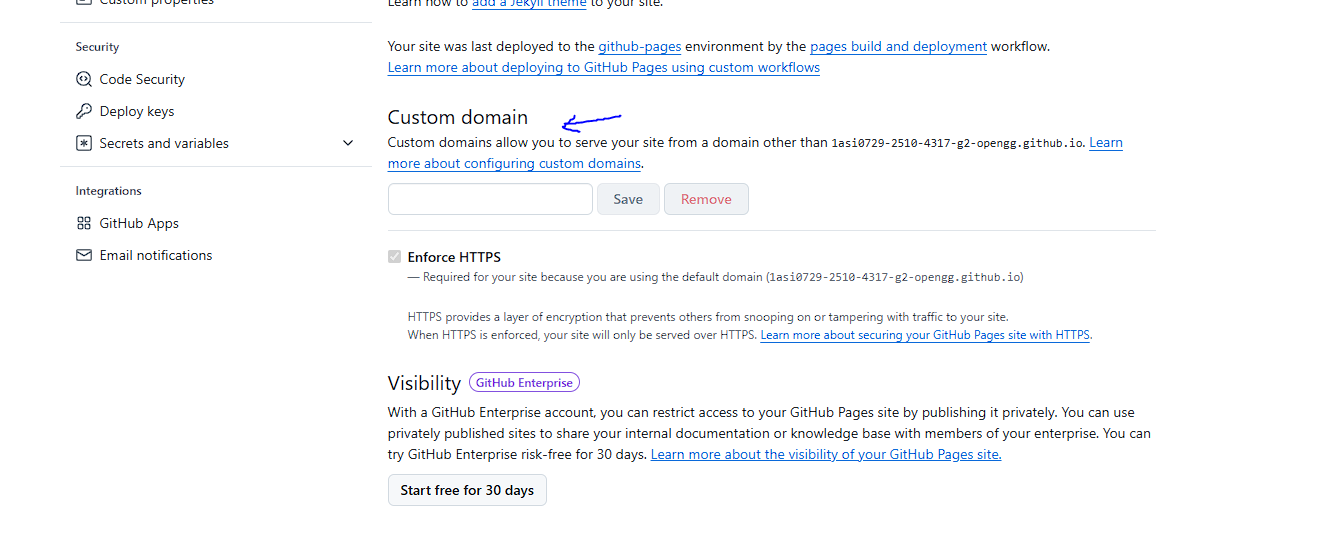 Custom properties
Learn how to add a Jekyll theme to your site.
Security
Code Security
Deploy keys
Secrets and variables
Integrations
GitHub Apps
Email notifications
Your site was last deployed to the github-pages environment by the pages build and deployment workflow.
Learn more about deploying to GitHub Pages using custom workflows
Custom domain
Custom domains allow you to serve your site from a domain other than 1asi0729-2510-4317-g2-opengg.github.io. Learn
more about configuring custom domains.
Save
Remove
Enforce HTTPS
— Required for your site because you are using the default domain (1asi0729-2510-4317-g2-opengg.github.io)
HTTPS provides a layer of encryption that prevents others from snooping on or tampering with traffic to your site.
When HTTPS is enforced, your site will only be served over HTTPS. Learn more about securing your GitHub Pages site with HTTPS.
Visibility GitHub Enterprise
With a GitHub Enterprise account, you can restrict access to your GitHub Pages site by publishing it privately. You can use
privately published sites to share your internal documentation or knowledge base with members of your enterprise. You can
try GitHub Enterprise risk-free for 30 days. Learn more about the visibility of your GitHub Pages site.
Start free for 30 days